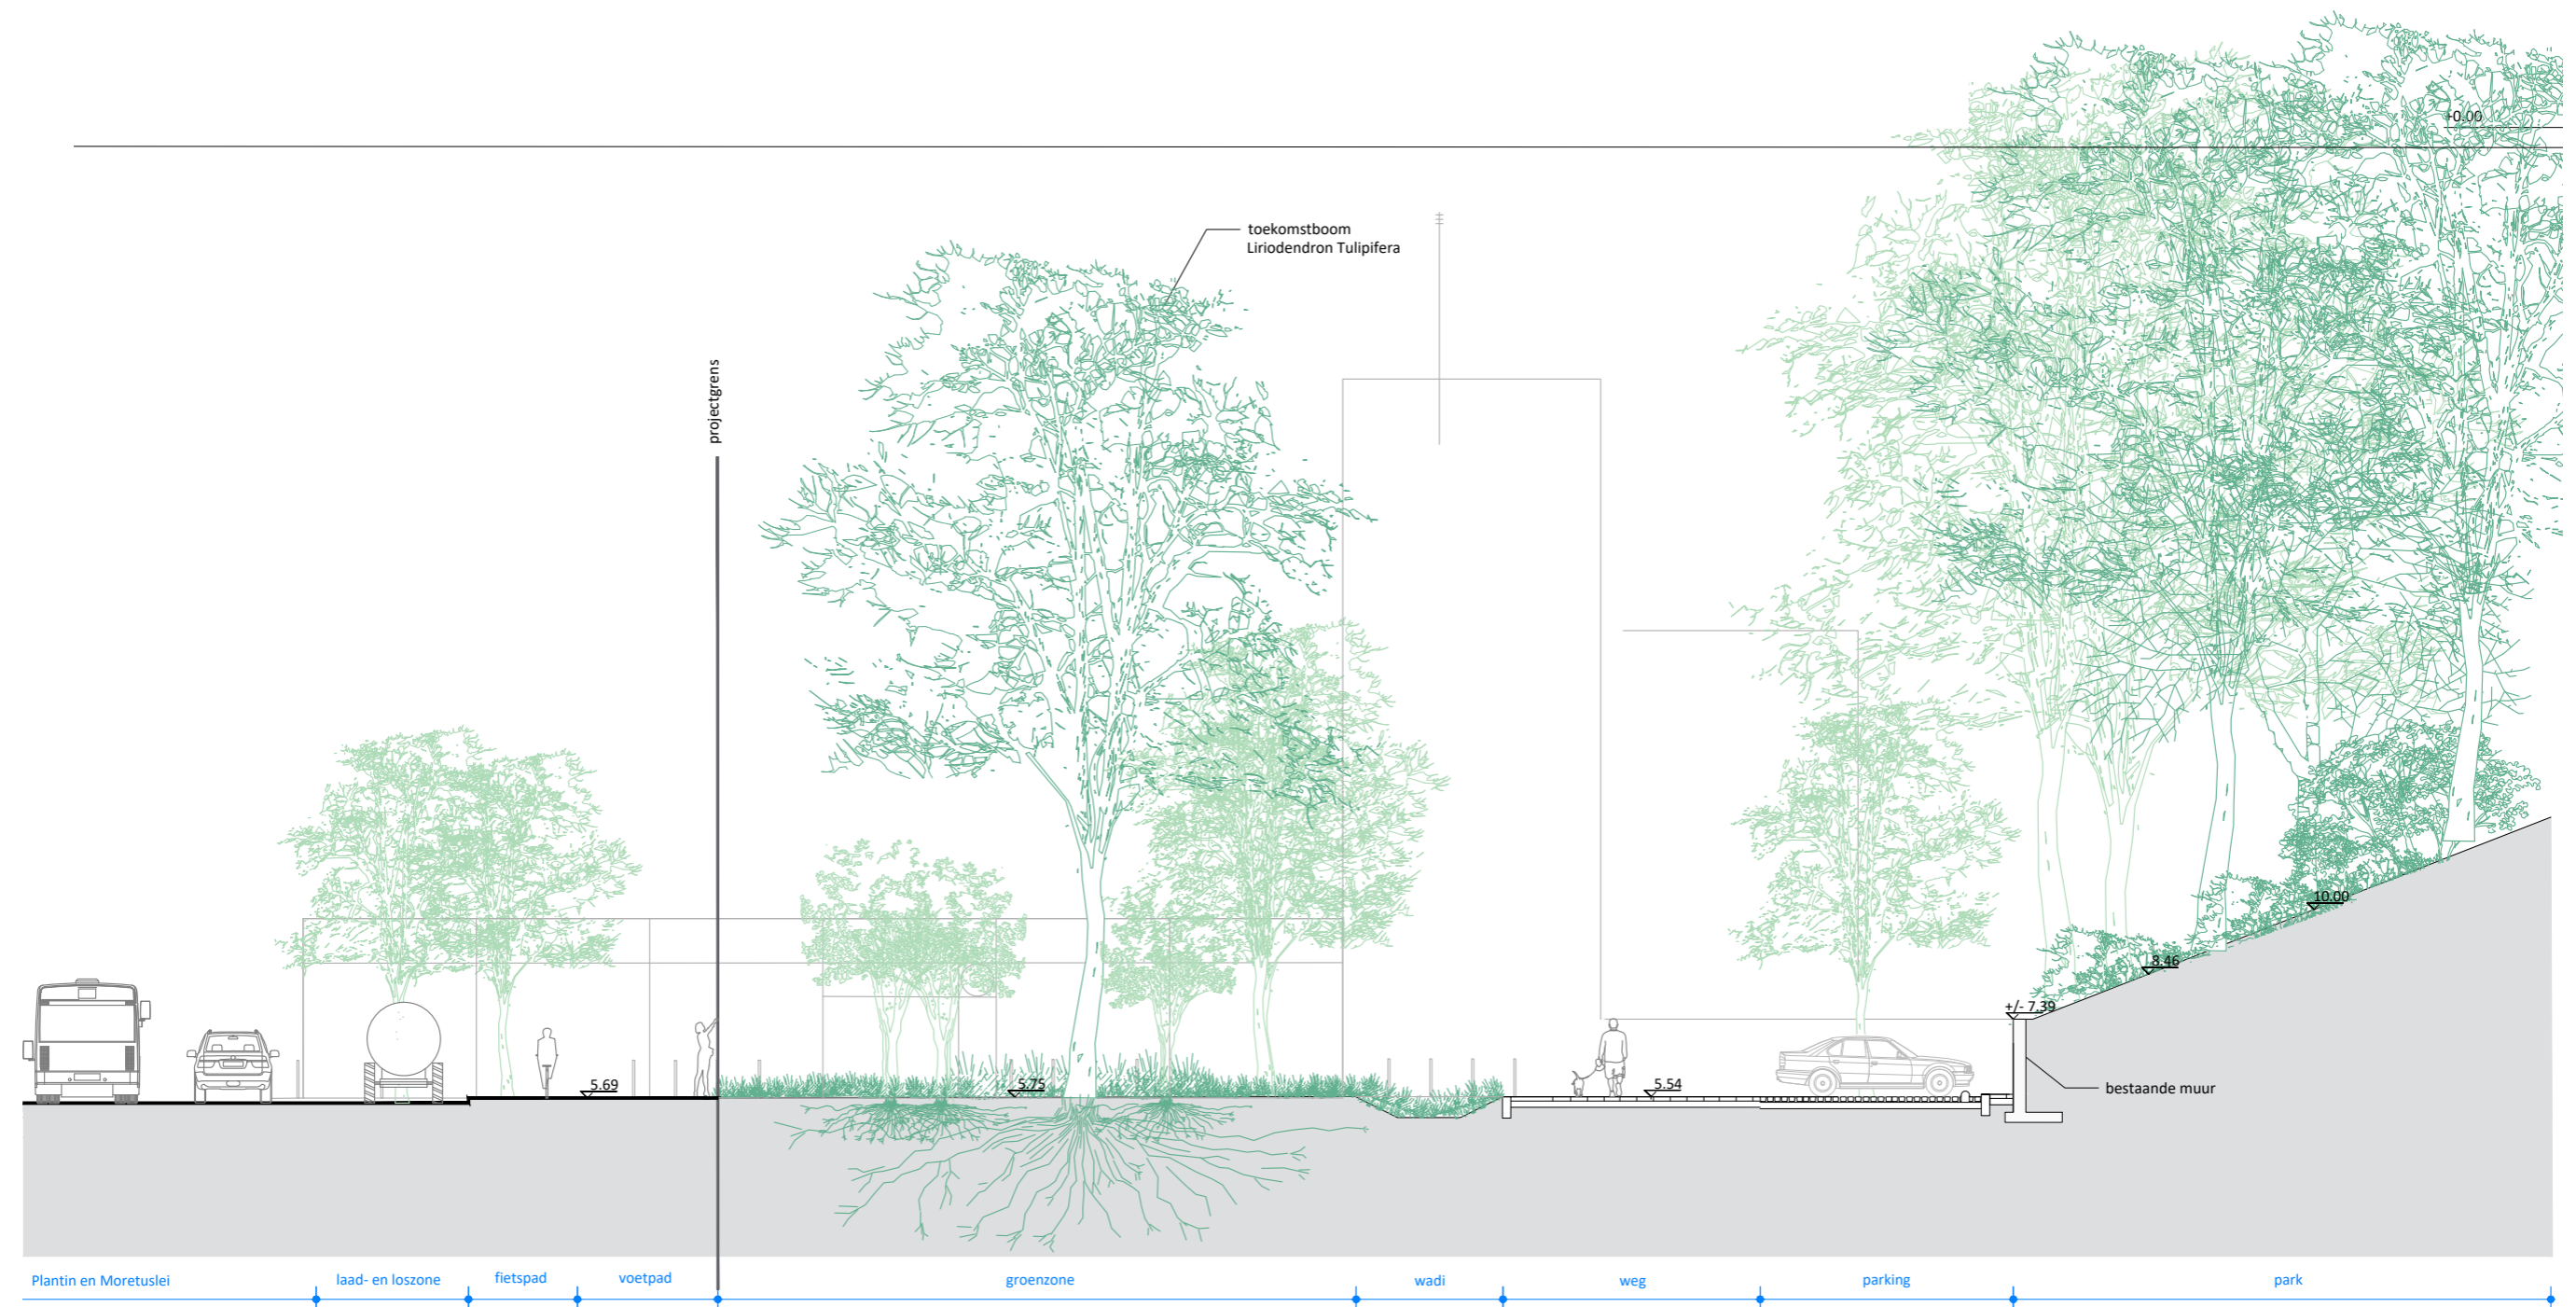 +0.00
toekomstboom
Liriodendron Tulipifera
projectgrens
10.00
8.46
+/- 7.39
5.69
5.75
5.54
bestaande muur
Plantin en Moretuslei
laad- en loszone
fietspad
voetpad
groenzone
wadi
weg
parking
park